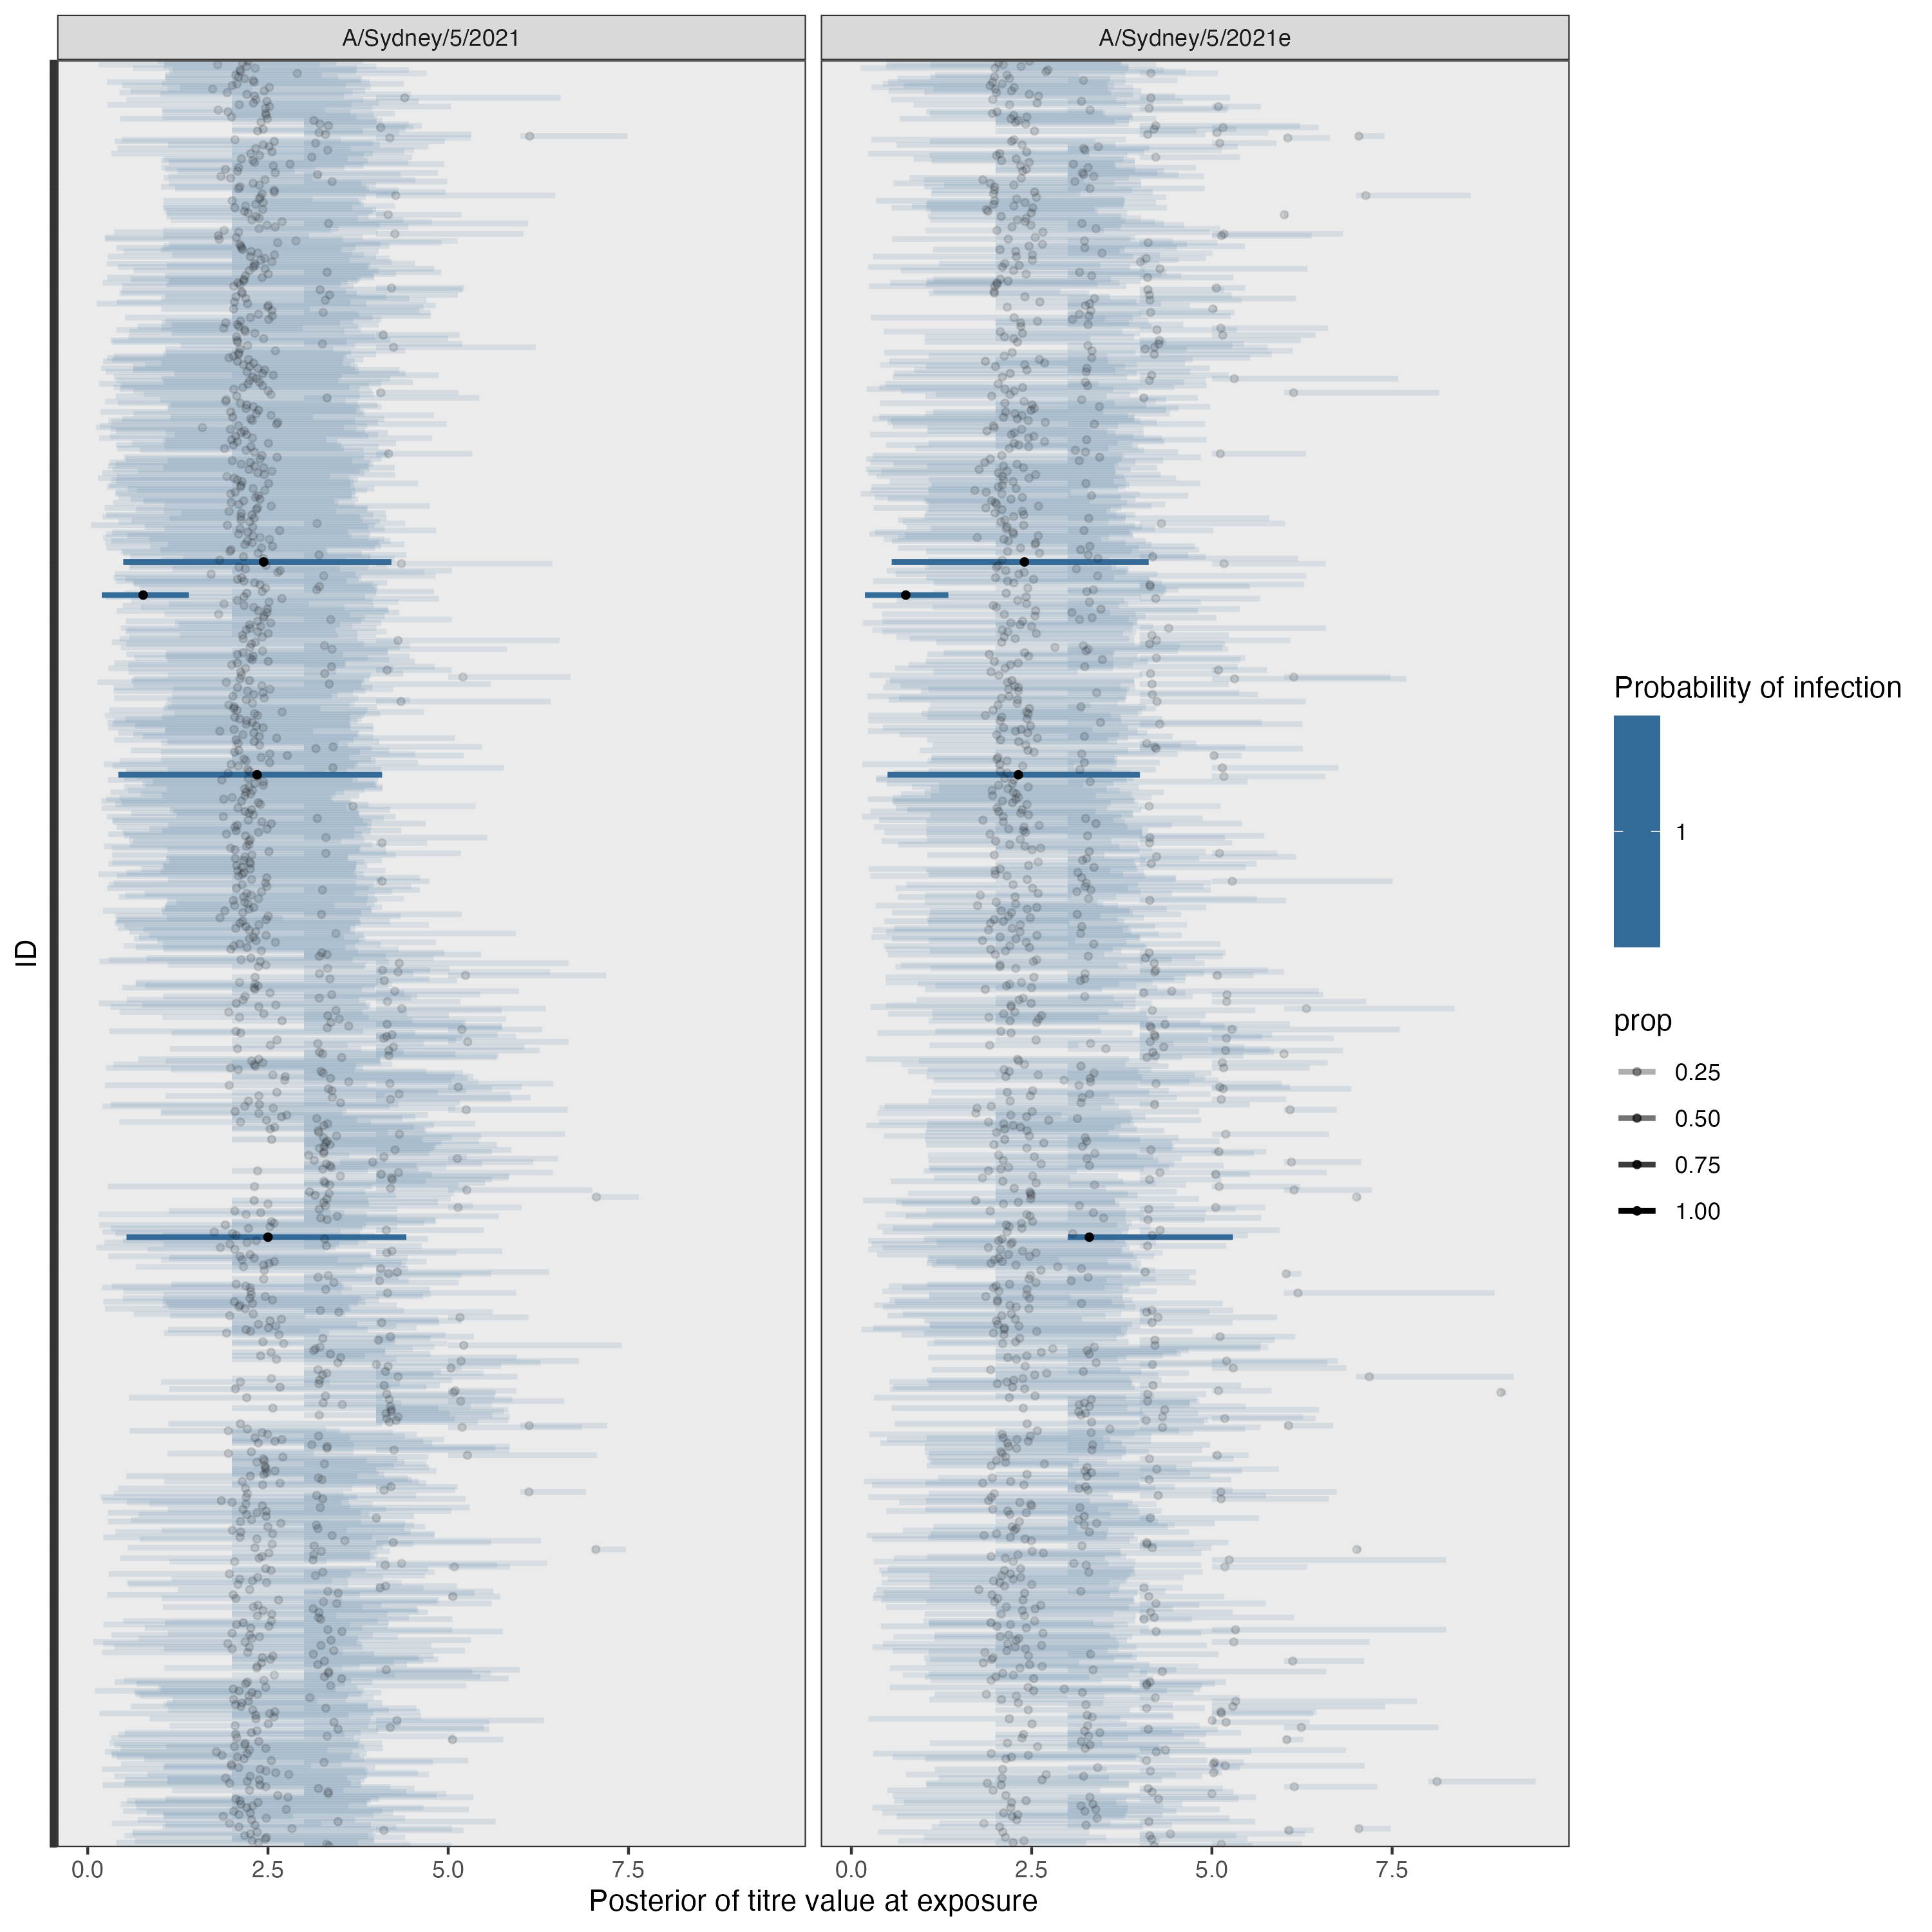 A/Sydney/5/2021
A/Sydney/5/2021e
ID
Probability of infection
1
prop
0.25
0.50
0.75
1.00
0.0 2.5 5.0 7.5
0.0 2.5 5.0 7.5
Posterior of titre value at exposure